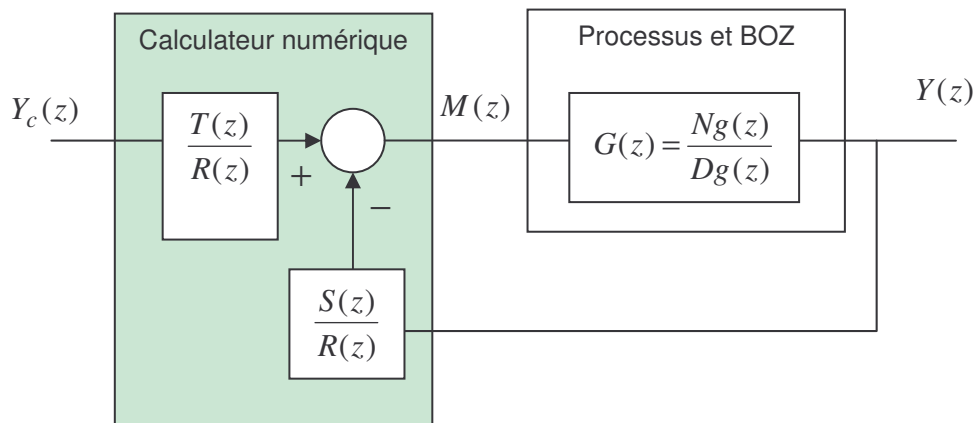 Calculateur numérique
Processus et BOZ
Y_c(z)
T(z)
R(z)
+
−
M(z)
G(z) = Ng(z)
Dg(z)
Y(z)
S(z)
R(z)